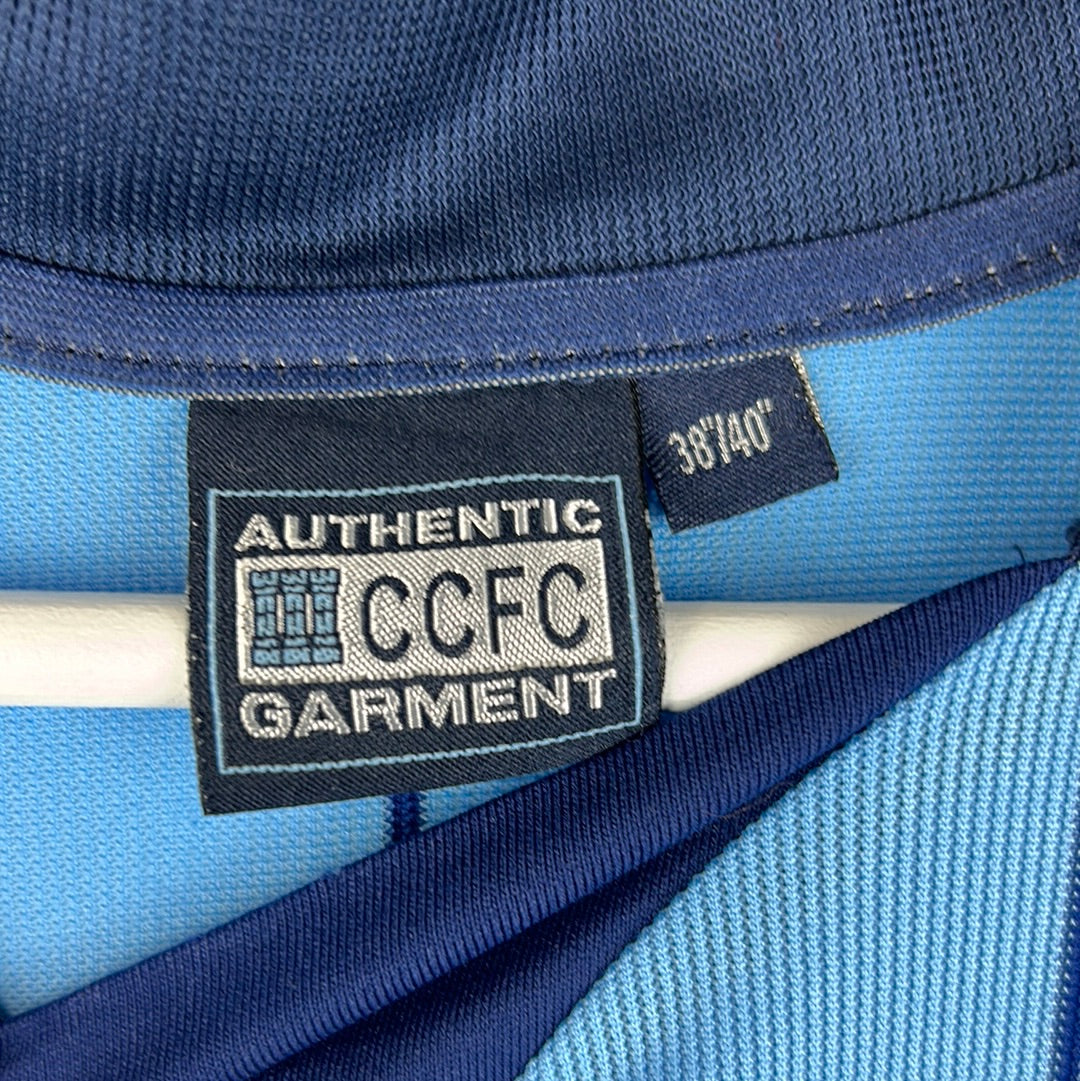 38"/40"
AUTHENTIC
CCFC
GARMENT